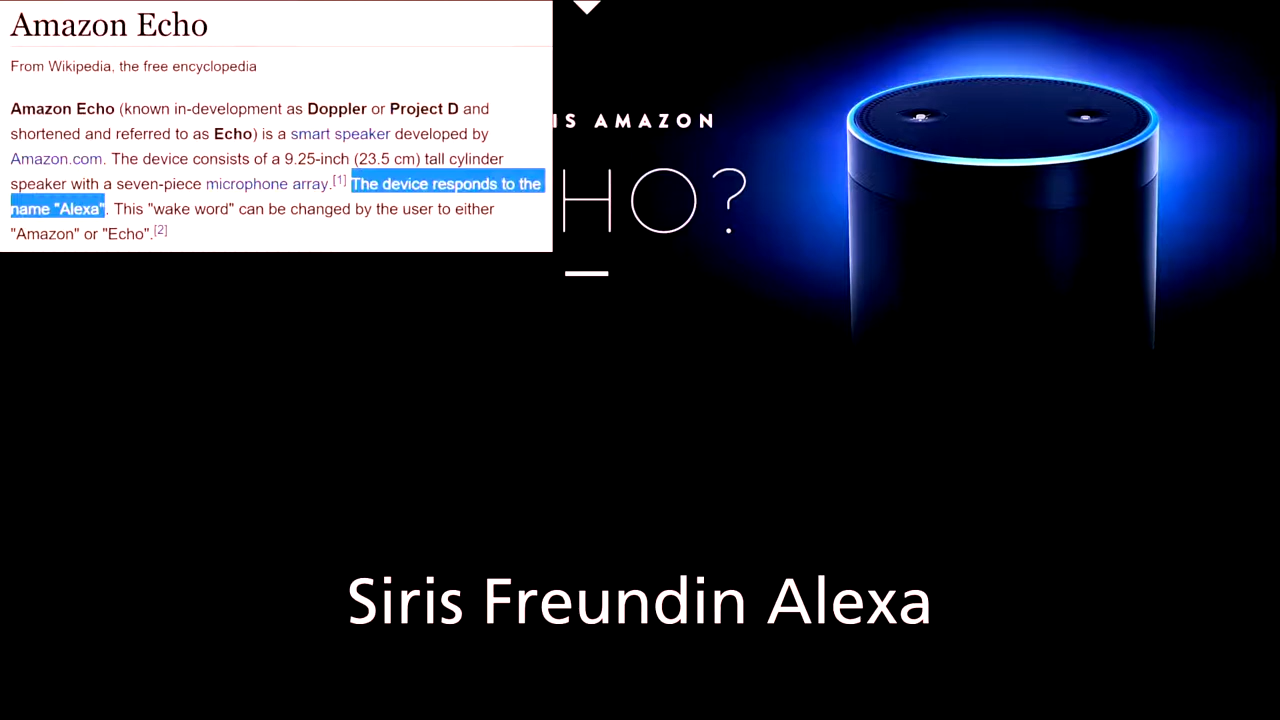 Amazon Echo
From Wikipedia, the free encyclopedia
Amazon Echo (known in-development as Doppler or Project D and
shortened and referred to as Echo) is a smart speaker developed by
Amazon.com. The device consists of a 9.25-inch (23.5 cm) tall cylinder
speaker with a seven-piece microphone array.[1] The device responds to the
name "Alexa". This "wake word" can be changed by the user to either
"Amazon" or "Echo".[2]
IS AMAZON
HO?
Siris Freundin Alexa